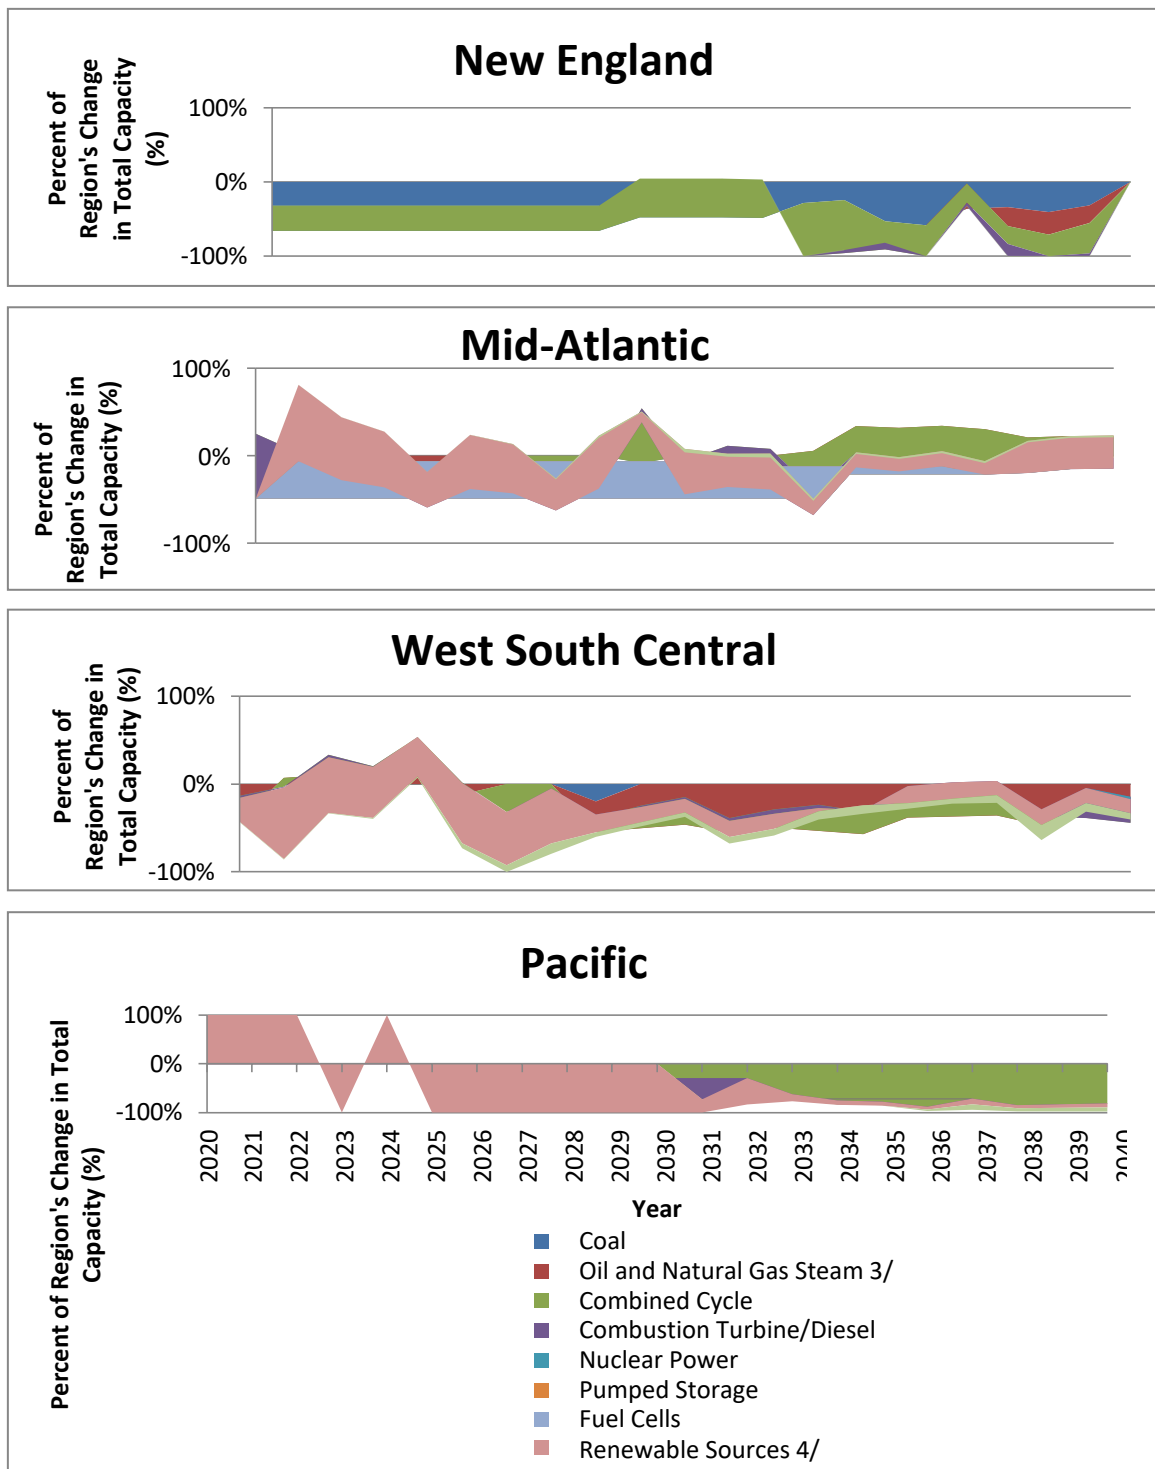 New England
Percent of
Region's Change
in Total Capacity
(%)
100%
0%
-100%
Mid-Atlantic
Percent of
Region's Change in
Total Capacity (%)
100%
0%
-100%
West South Central
Percent of
Region's Change in
Total Capacity (%)
100%
0%
-100%
Pacific
Percent of Region's Change in Total
Capacity (%)
100%
0%
-100%
2020
2021
2022
2023
2024
2025
2026
2027
2028
2029
2030
2031
2032
2033
2034
2035
2036
2037
2038
2039
2040
Year
Coal
Oil and Natural Gas Steam 3/
Combined Cycle
Combustion Turbine/Diesel
Nuclear Power
Pumped Storage
Fuel Cells
Renewable Sources 4/